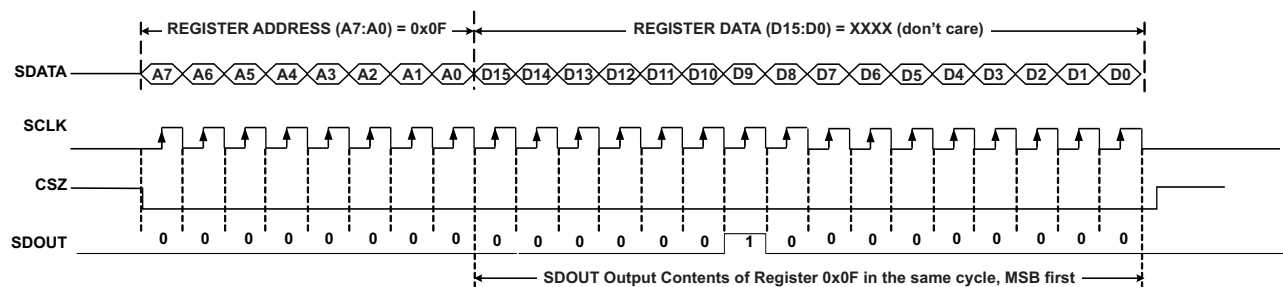 REGISTER ADDRESS (A7:A0) = 0x0F REGISTER DATA (D15:D0) = XXXX (don't care)
SDATA A7 A6 A5 A4 A3 A2 A1 A0 D15 D14 D13 D12 D11 D10 D9 D8 D7 D6 D5 D4 D3 D2 D1 D0
SCLK
CSZ
SDOUT 0 0 0 0 0 0 0 0 0 0 0 0 0 0 1 0 0 0 0 0 0 0 0 0
SDOUT Output Contents of Register 0x0F in the same cycle, MSB first